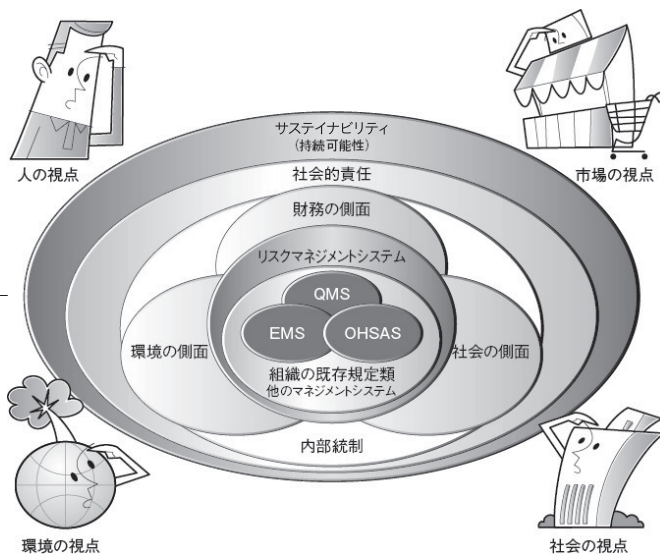 サステイナビリティ
(持続可能性)
人の視点
市場の視点
社会的責任
財務の側面
リスクマネジメントシステム
QMS
EMS
OHSAS
環境の側面
社会の側面
組織の既存規定類
他のマネジメントシステム
内部統制
環境の視点
社会の視点